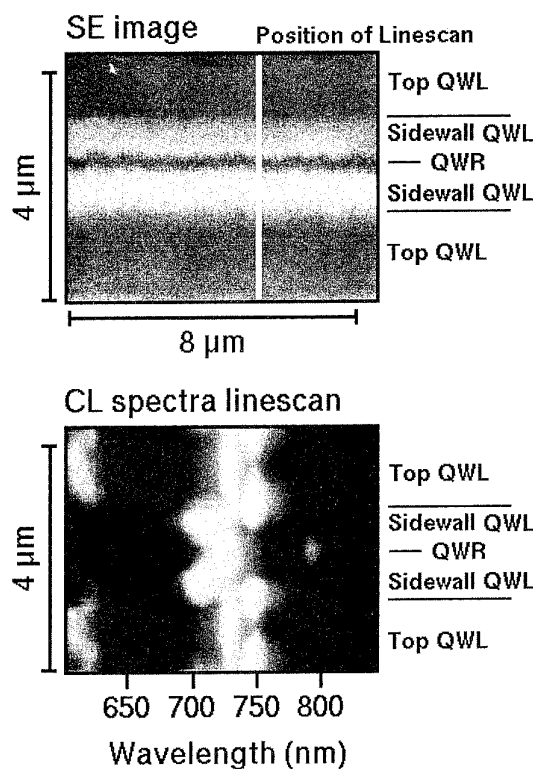 SE image
Position of Linescan
Top QWL
Sidewall QWL
QWR
Sidewall QWL
Top QWL
4 µm
8 µm
CL spectra linescan
Top QWL
Sidewall QWL
QWR
Sidewall QWL
Top QWL
4 µm
650 700 750 800
Wavelength (nm)